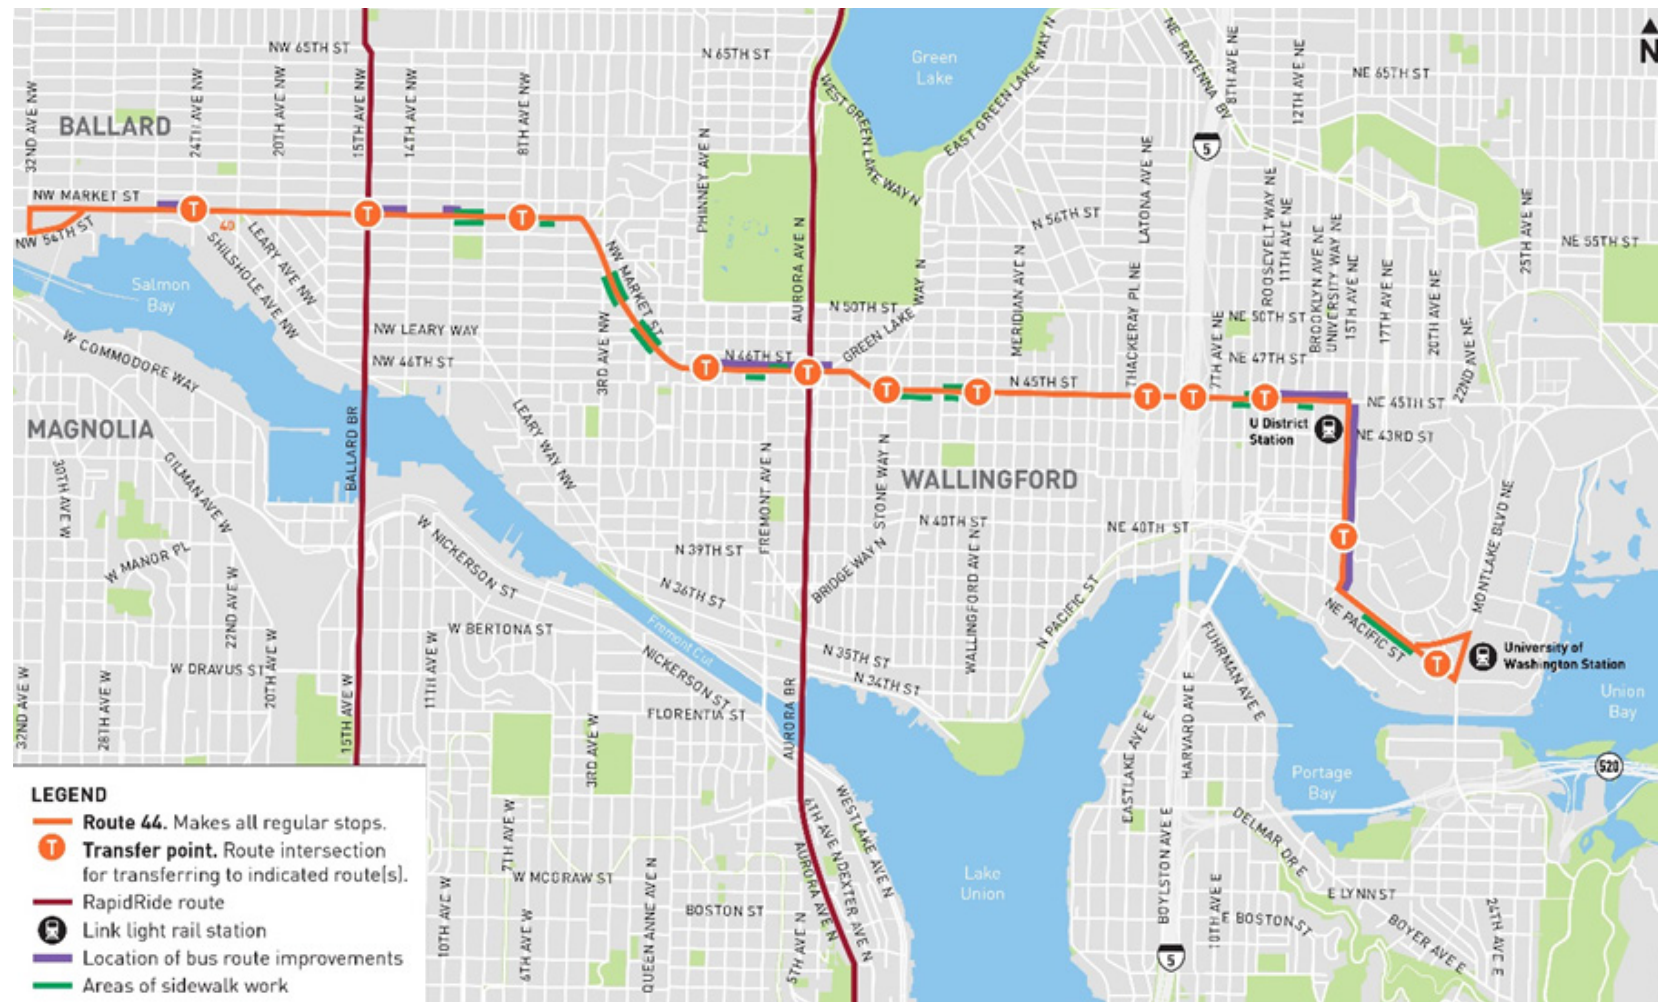 NW 65TH ST
N 65TH ST
Green
Lake
WEST GREEN LAKE WAY N
EAST GREEN LAKE WAY N
NE RAVENNA BV
8TH AVE NE
12TH AVE NE
NE 65TH ST
N
32ND AVE NW
BALLARD
24TH AVE NW
20TH AVE NW
15TH AVE NW
14TH AVE NW
8TH AVE NW
PHINNEY AVE N
AURORA AVE N
LATONA AVE NE
5
NW MARKET ST
NW 54TH ST
T
40
SHILSHOLE AVE NW
LEARY AVE NW
T
T
NW MARKET ST
N 56TH ST
ROOSEVELT WAY NE
11TH AVE NE
BROOKLYN AVE NE
UNIVERSITY WAY NE
15TH AVE NE
17TH AVE NE
20TH AVE NE
22ND AVE NE
25TH AVE NE
NE 55TH ST
Salmon
Bay
W COMMODORE WAY
NW LEARY WAY
NW 46TH ST
3RD AVE NW
N 50TH ST
GREEN LAKE WAY N
MERIDIAN AVE N
THACKERAY PL NE
7TH AVE NE
NE 50TH ST
NE 47TH ST
T
N 46TH ST
T
T
T
N 45TH ST
T
T
T
NE 45TH ST
U District
Station
NE 43RD ST
MAGNOLIA
30TH AVE W
GILMAN AVE W
BALLARD BR
LEARY WAY NW
FREMONT AVE N
STONE WAY N
WALLINGFORD
MONTLAKE BLVD NE
W MANOR PL
22ND AVE W
W NICKERSON ST
N 39TH ST
N 36TH ST
BRIDGE WAY N
N 40TH ST
NE 40TH ST
WALLINGFORD AVE N
N PACIFIC ST
T
NE PACIFIC ST
T
University of
Washington Station
32ND AVE W
28TH AVE W
W DRAVUS ST
20TH AVE W
15TH AVE W
11TH AVE W
W BERTONA ST
Fremont Cut
NICKERSON ST
FLORENTIA ST
3RD AVE W
AURORA BR
N 35TH ST
N 34TH ST
FUHRMAN AVE E
EASTLAKE AVE E
HARVARD AVE E
Union
Bay
Portage
Bay
520
LEGEND
Route 44. Makes all regular stops.
T
Transfer point. Route intersection
for transferring to indicated route(s).
RapidRide route
Link light rail station
Location of bus route improvements
Areas of sidewalk work
7TH AVE W
W MCGRAW ST
10TH AVE W
6TH AVE W
QUEEN ANNE AVE N
BOSTON ST
5TH AVE N
AURORA AVE N
6TH AVE N
DEXTER AVE N
WESTLAKE AVE N
Lake
Union
BOYLSTON AVE E
5
10TH AVE E
DELMAR DR E
E LYNN ST
E BOSTON ST
BOYER AVE E
24TH AVE E